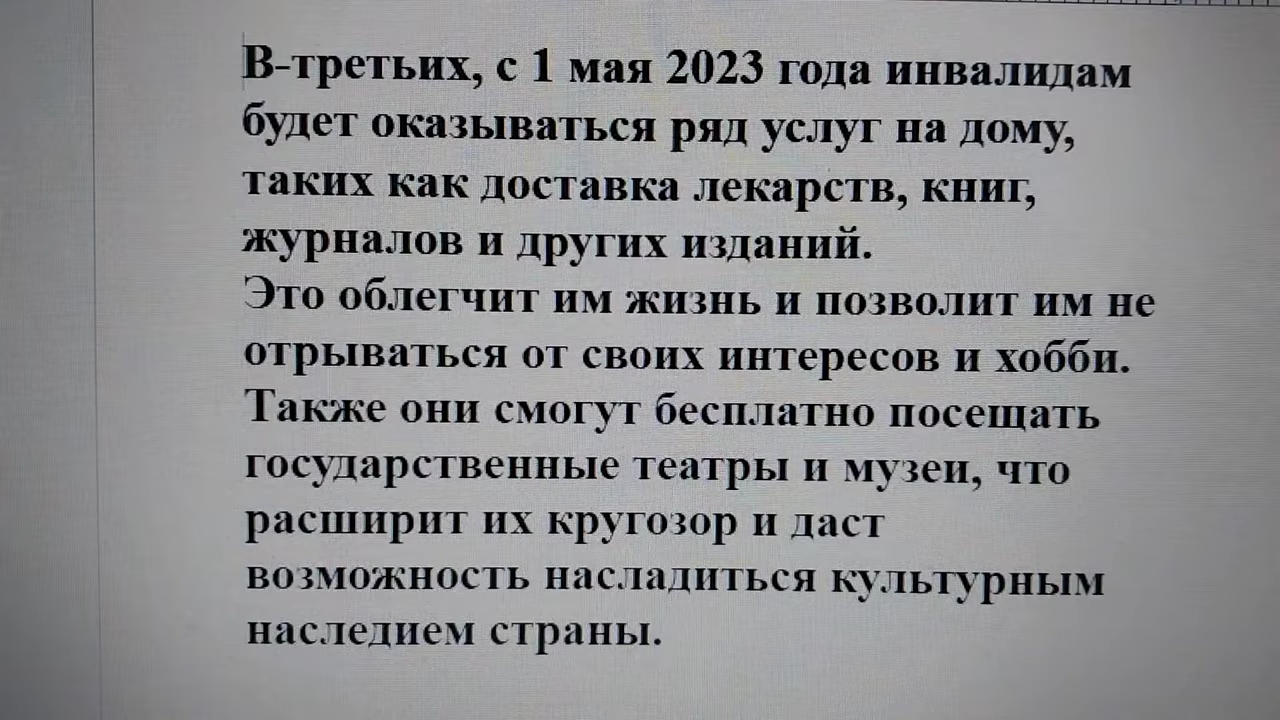 В-третьих, с 1 мая 2023 года инвалидам
будет оказываться ряд услуг на дому,
таких как доставка лекарств, книг,
журналов и других изданий.
Это облегчит им жизнь и позволит им не
отрываться от своих интересов и хобби.
Также они смогут бесплатно посещать
государственные театры и музеи, что
расширит их кругозор и даст
возможность насладиться культурным
наследием страны.